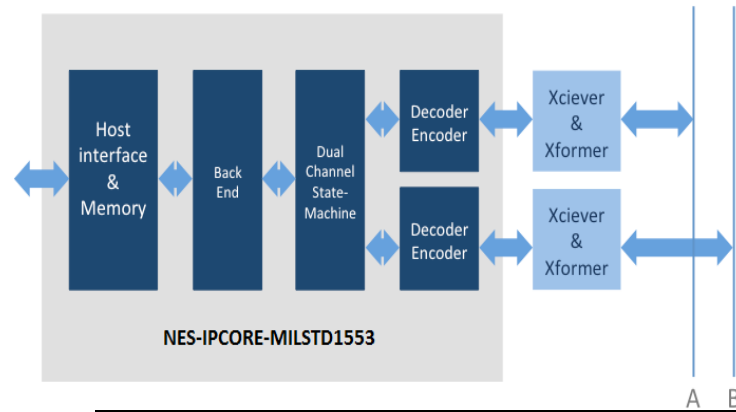 Host
interface
&
Memory
Back
End
Dual
Channel
State-
Machine
Decoder
Encoder
Xciever
&
Xformer
Decoder
Encoder
Xciever
&
Xformer
NES-IPCORE-MILSTD1553
A B